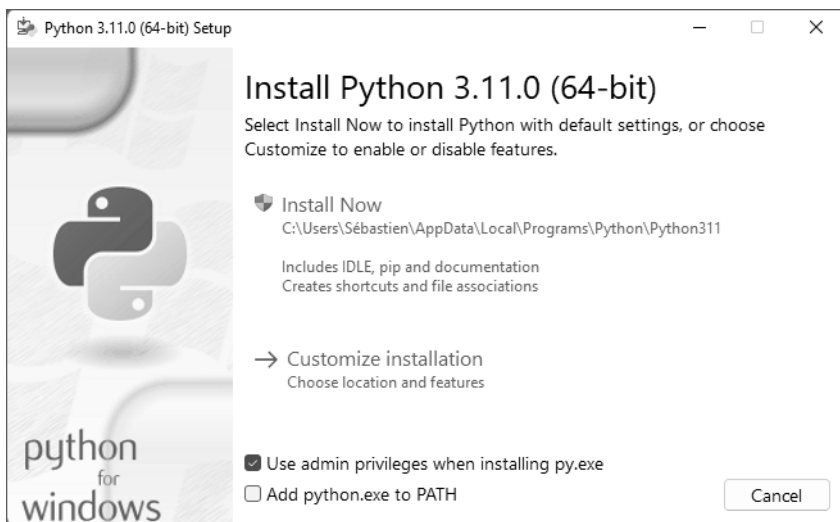 Python 3.11.0 (64-bit) Setup
Install Python 3.11.0 (64-bit)
Select Install Now to install Python with default settings, or choose
Customize to enable or disable features.
Install Now
C:\Users\Sébastien\AppData\Local\Programs\Python\Python311
Includes IDLE, pip and documentation
Creates shortcuts and file associations
Customize installation
Choose location and features
Use admin privileges when installing py.exe
Add python.exe to PATH
Cancel
python
for
windows